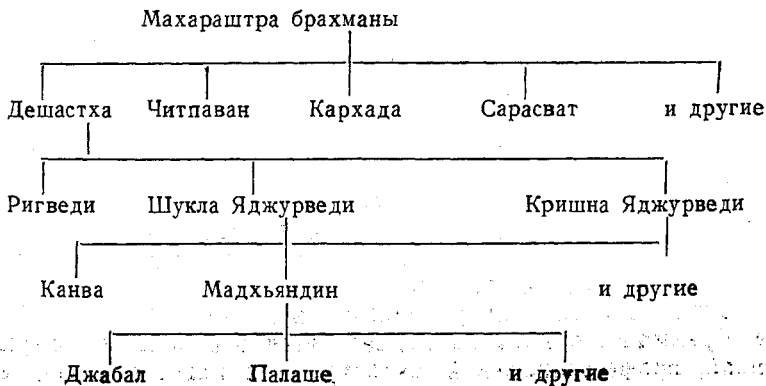 Махараштра брахманы
Дешастха Читпаван Кархада Сарасват и другие
Ригведи Шукла Яджурведи Кришна Яджурведи
Канва Мадхьяндин и другие
Джабал Палаше и другие